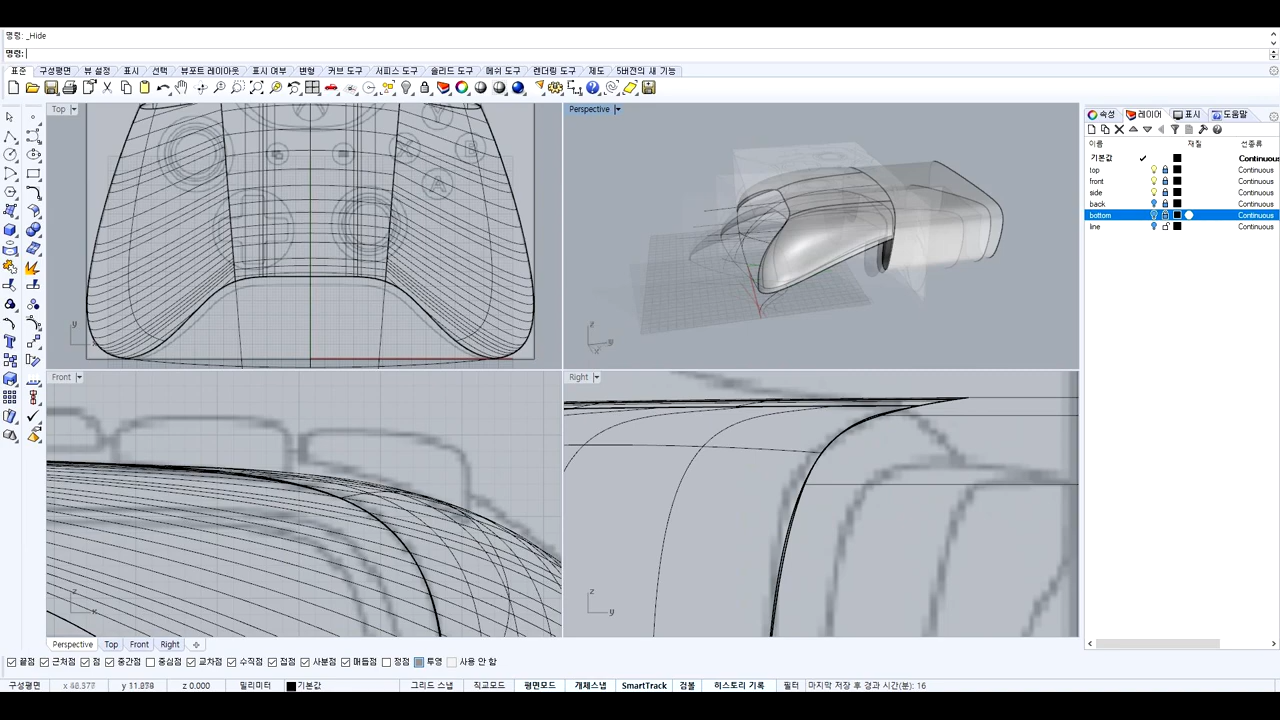 명령: _Hide
명령:
표준 구성평면 뷰 설정 표시 선택 뷰포트 레이아웃 표시 여부 변형 커브 도구 서피스 도구 솔리드 도구 메쉬 도구 렌더링 도구 제도 5버전의 새 기능
Top
Perspective
속성 레이어 표시 도움말
이름 재질 선종류
기본값 Continuous
top Continuous
front Continuous
side Continuous
back Continuous
bottom Continuous
line Continuous
Y
X
B
A
y
z
x y
Front
Right
z
x
z
y
Perspective Top Front Right
끝점 근처점 점 중간점 중심점 교차점 수직점 접점 사분점 매듭점 정점 투영 사용 안 함
구성평면 y 11.878 z 0.000 밀리미터 기본값 그리드 스냅 직교모드 평면모드 개체스냅 SmartTrack 검볼 히스토리 기록 필터 마지막 저장 후 경과 시간(분): 16